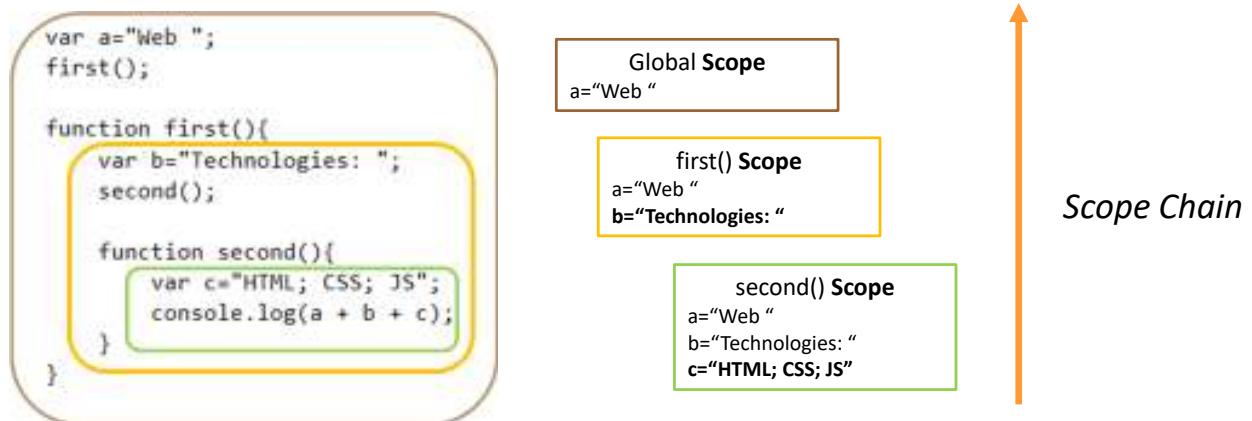 var a="Web ";
first();
function first(){
var b="Technologies: ";
second();
function second(){
var c="HTML; CSS; JS";
console.log(a + b + c);
}
}
Global Scope
a=“Web “
first() Scope
a=“Web “
b=“Technologies: “
second() Scope
a=“Web “
b=“Technologies: “
c=“HTML; CSS; JS”
Scope Chain